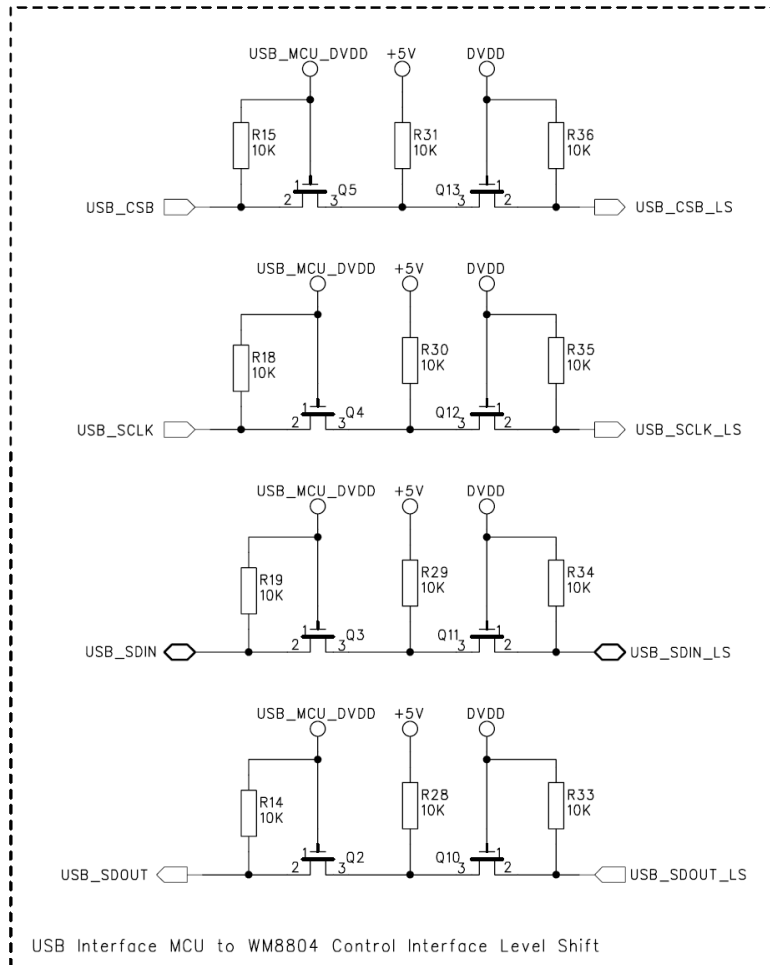 USB_MCU_DVDD +5V DVDD
R15 10K R31 10K R36 10K
1 Q5 Q13 1
USB_CSB 2 3 3 2 USB_CSB_LS
USB_MCU_DVDD +5V DVDD
R18 10K R30 10K R35 10K
1 Q4 Q12 1
USB_SCLK 2 3 3 2 USB_SCLK_LS
USB_MCU_DVDD +5V DVDD
R19 10K R29 10K R34 10K
1 Q3 Q11 1
USB_SDIN 2 3 3 2 USB_SDIN_LS
USB_MCU_DVDD +5V DVDD
R14 10K R28 10K R33 10K
1 Q2 Q10 1
USB_SDOUT 2 3 3 2 USB_SDOUT_LS
USB Interface MCU to WM8804 Control Interface Level Shift